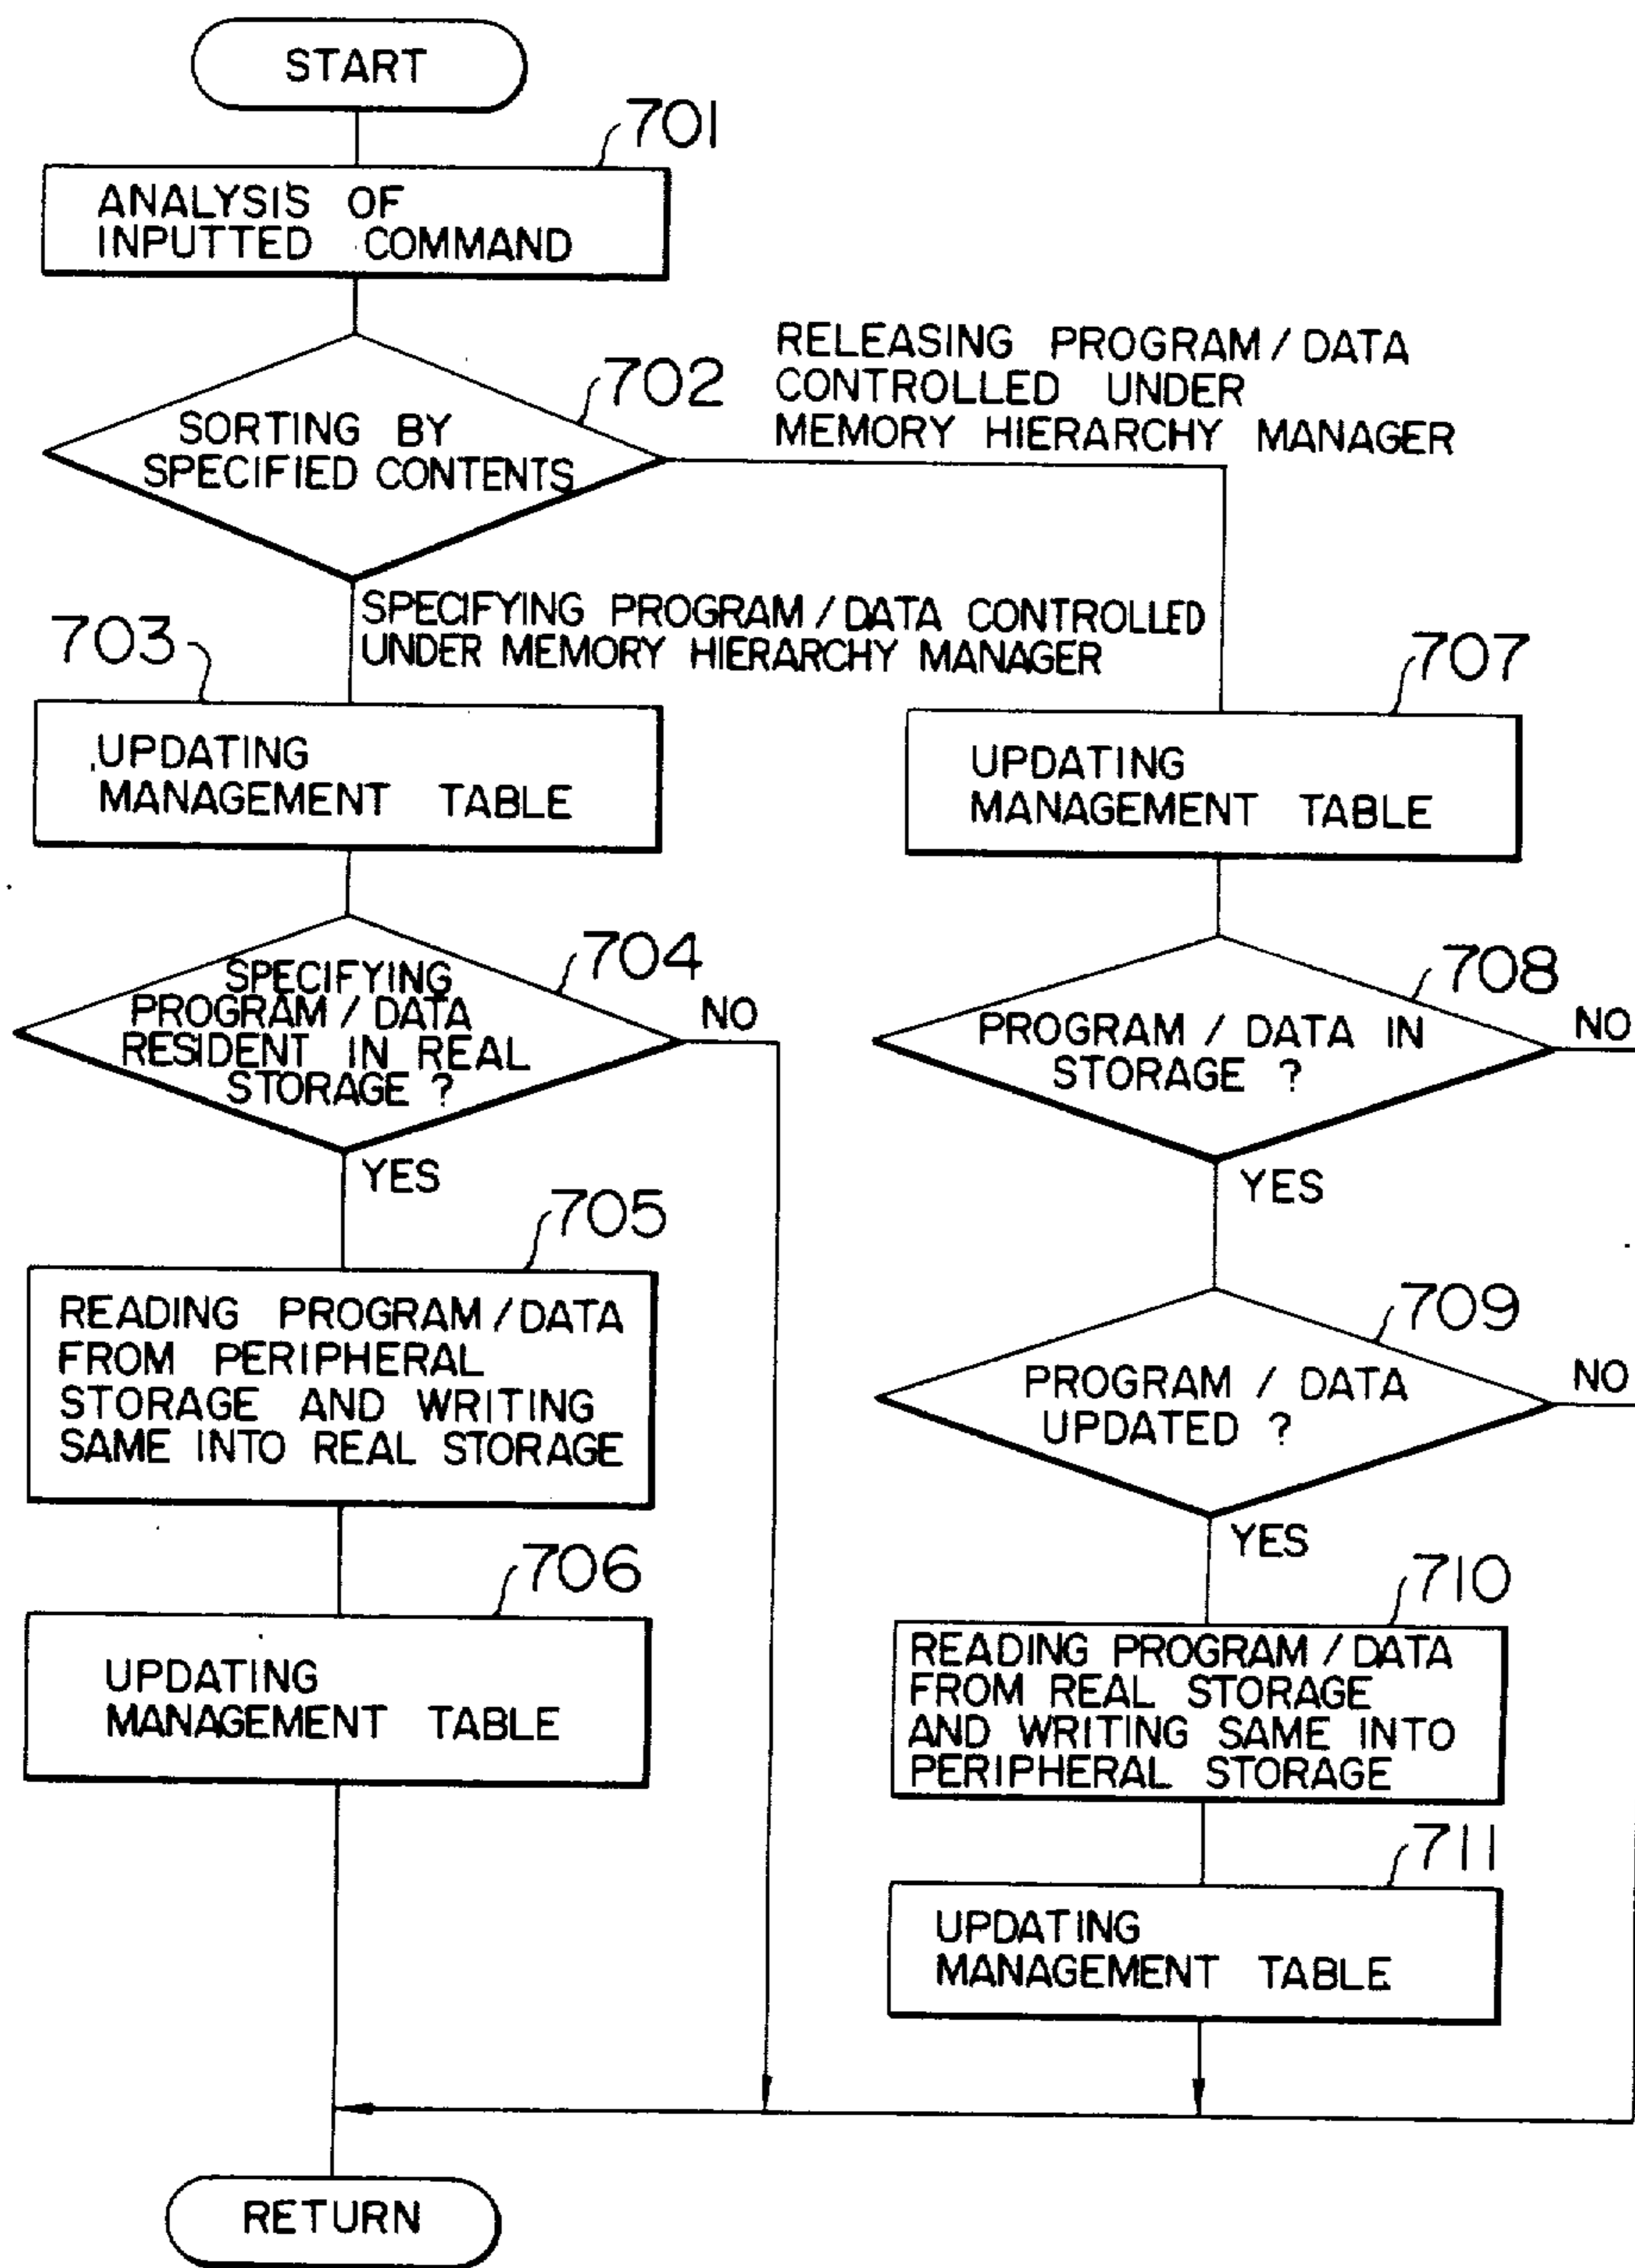 START
701
ANALYSIS OF
INPUTTED COMMAND
702
SORTING BY
SPECIFIED CONTENTS
RELEASING PROGRAM / DATA
CONTROLLED UNDER
MEMORY HIERARCHY MANAGER
SPECIFYING PROGRAM / DATA CONTROLLED
UNDER MEMORY HIERARCHY MANAGER
703
UPDATING
MANAGEMENT TABLE
704
SPECIFYING
PROGRAM / DATA
RESIDENT IN REAL
STORAGE ?
NO
YES
705
READING PROGRAM / DATA
FROM PERIPHERAL
STORAGE AND WRITING
SAME INTO REAL STORAGE
706
UPDATING
MANAGEMENT TABLE
707
UPDATING
MANAGEMENT TABLE
708
PROGRAM / DATA IN
STORAGE ?
NO
YES
709
PROGRAM / DATA
UPDATED ?
NO
YES
710
READING PROGRAM / DATA
FROM REAL STORAGE
AND WRITING SAME INTO
PERIPHERAL STORAGE
711
UPDATING
MANAGEMENT TABLE
RETURN